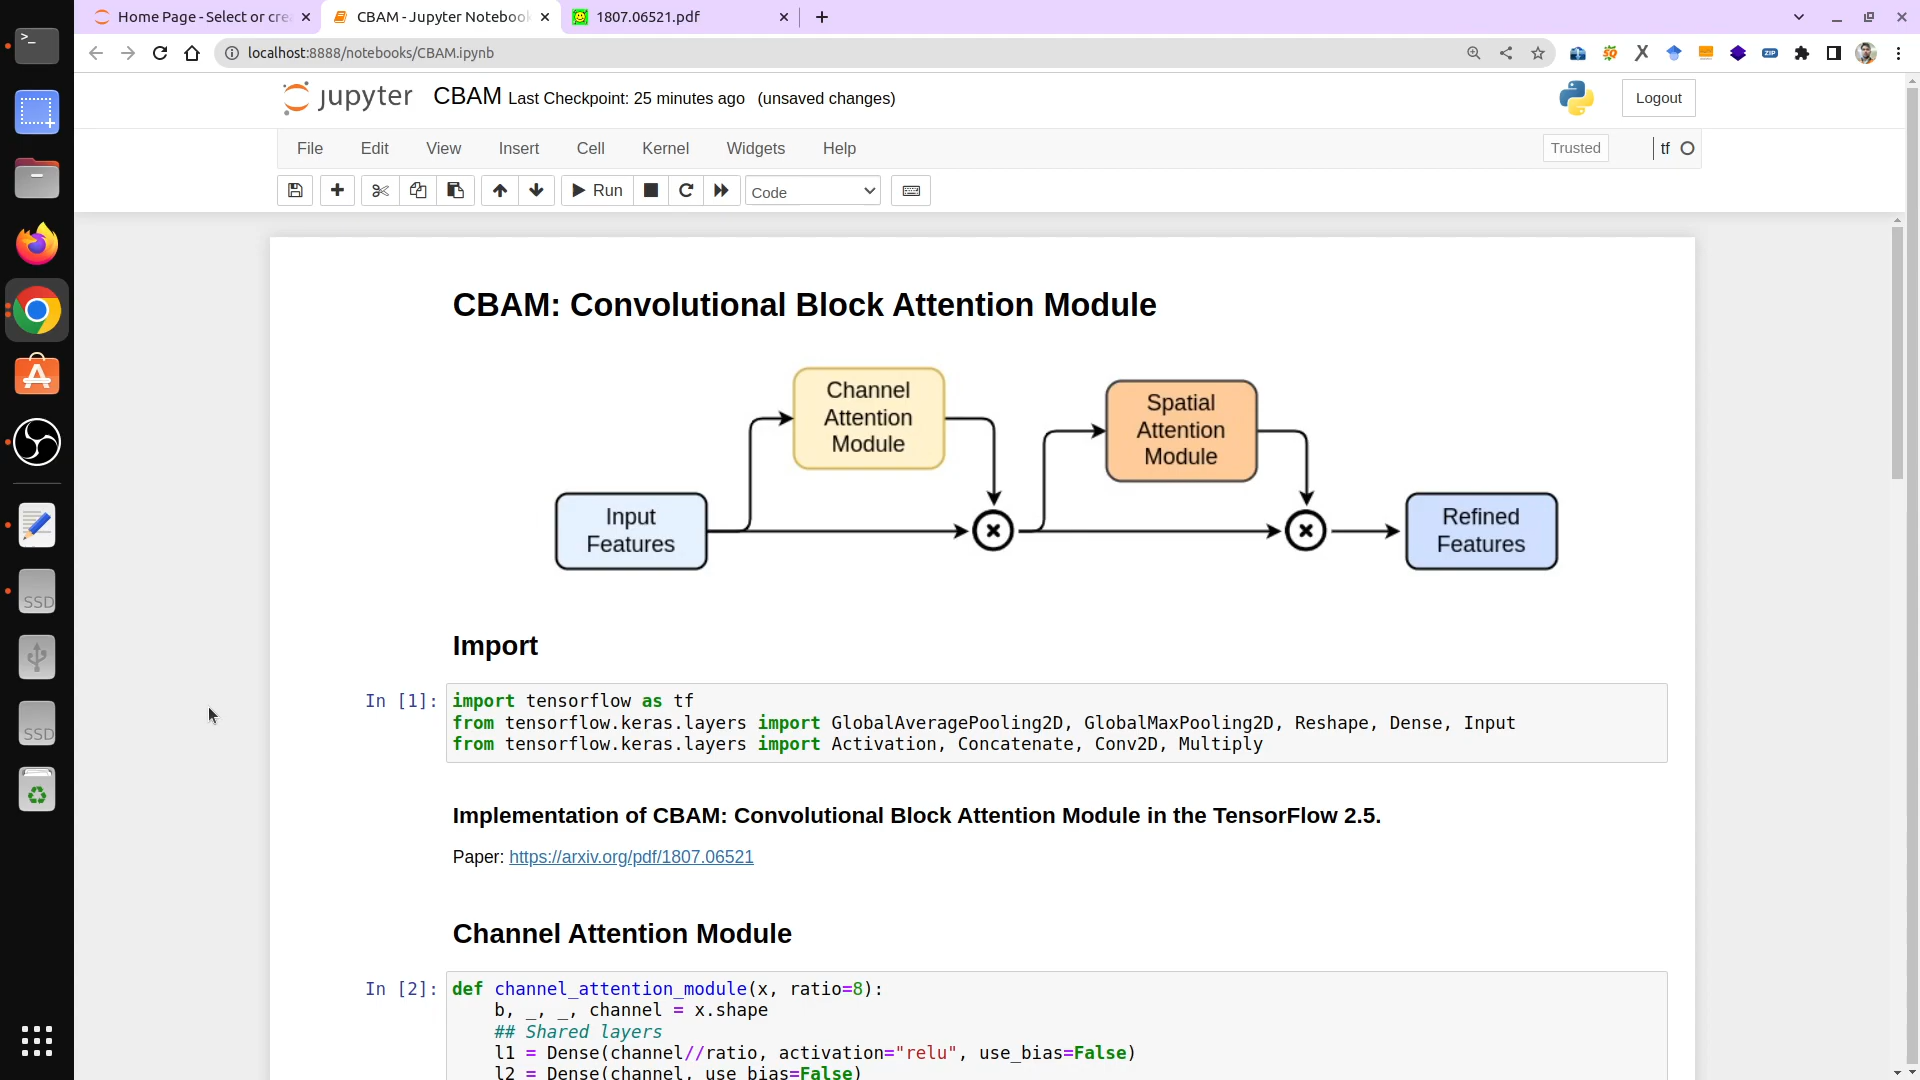 Home Page - Select or cre
CBAM - Jupyter Notebook
1807.06521.pdf
localhost:8888/notebooks/CBAM.ipynb
SQ
X
ZIP
jupyter CBAM Last Checkpoint: 25 minutes ago (unsaved changes)
Logout
File Edit View Insert Cell Kernel Widgets Help
Trusted
tf
Run
Code
CBAM: Convolutional Block Attention Module
Channel
Attention
Module
Spatial
Attention
Module
Input
Features
Refined
Features
Import
In [1]:
import tensorflow as tf
from tensorflow.keras.layers import GlobalAveragePooling2D, GlobalMaxPooling2D, Reshape, Dense, Input
from tensorflow.keras.layers import Activation, Concatenate, Conv2D, Multiply
Implementation of CBAM: Convolutional Block Attention Module in the TensorFlow 2.5.
Paper: https://arxiv.org/pdf/1807.06521
Channel Attention Module
In [2]:
def channel_attention_module(x, ratio=8):
b, _, _, channel = x.shape
## Shared layers
l1 = Dense(channel//ratio, activation="relu", use_bias=False)
l2 = Dense(channel, use_bias=False)
SSD
SSD